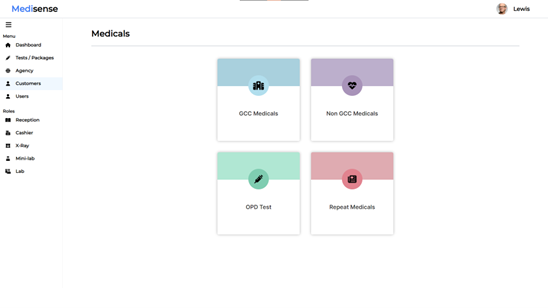 Medisense
Lewis
Menu
Dashboard
Tests / Packages
Agency
Customers
Users
Roles
Reception
Cashier
X-Ray
Mini-lab
Lab
Medicals
GCC Medicals
Non GCC Medicals
OPD Test
Repeat Medicals